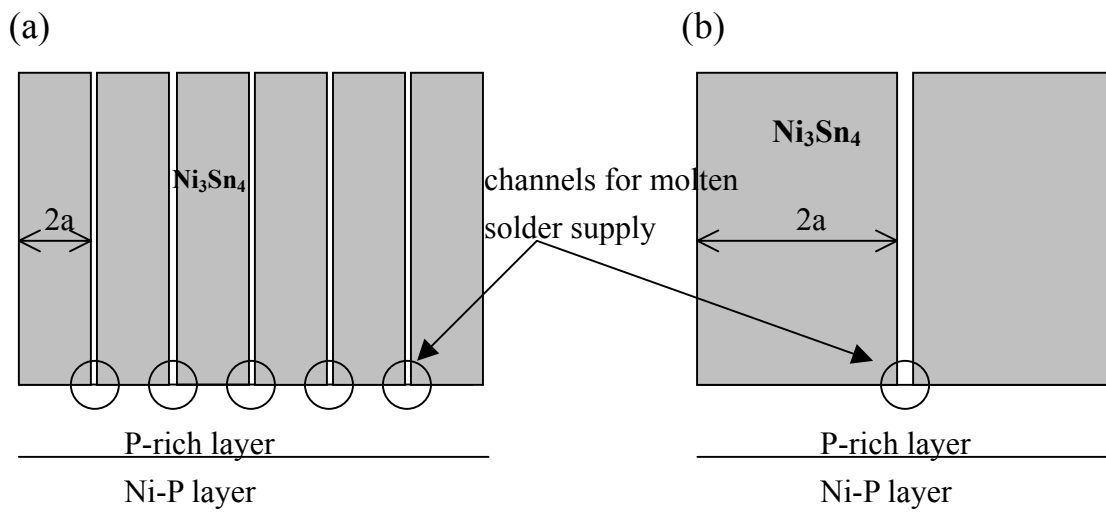 (a)
(b)
Ni₃Sn₄
Ni₃Sn₄
channels for molten
solder supply
2a
2a
P-rich layer
P-rich layer
Ni-P layer
Ni-P layer